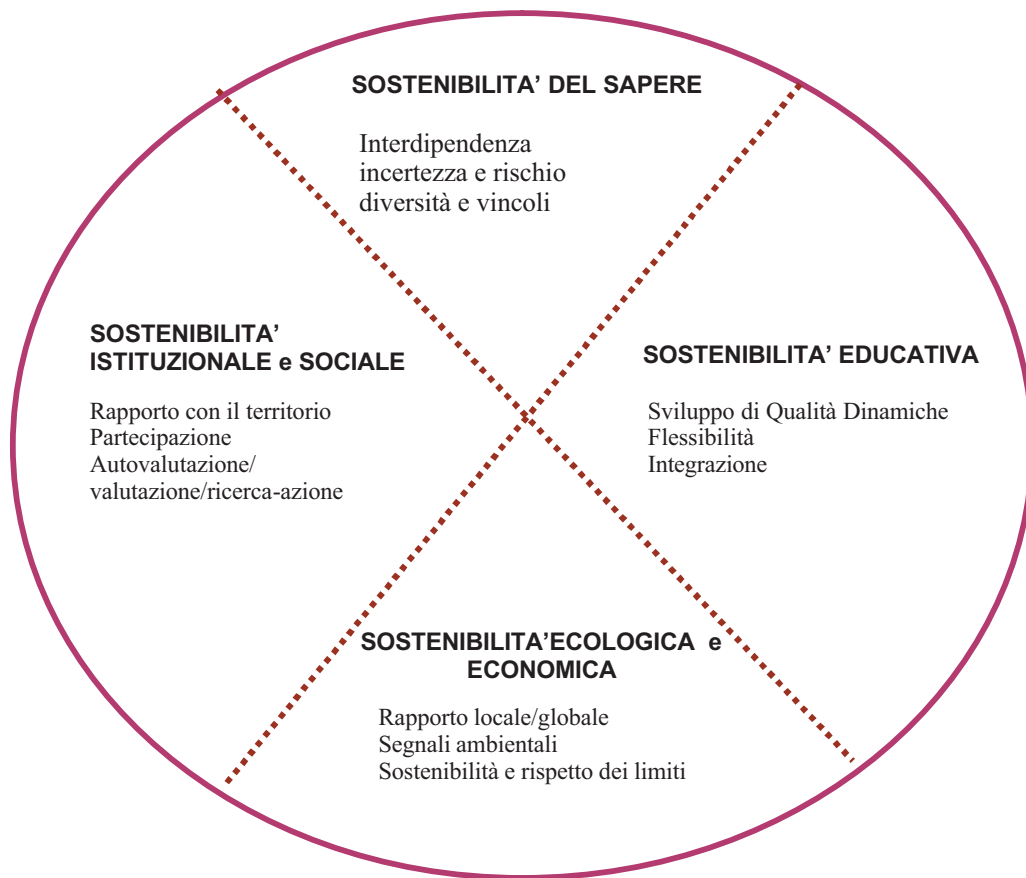 SOSTENIBILITA’ DEL SAPERE
Interdipendenza
incertezza e rischio
diversità e vincoli
SOSTENIBILITA’
ISTITUZIONALE e SOCIALE
Rapporto con il territorio
Partecipazione
Autovalutazione/
valutazione/ricerca-azione
SOSTENIBILITA’ EDUCATIVA
Sviluppo di Qualità Dinamiche
Flessibilità
Integrazione
SOSTENIBILITA’ECOLOGICA e
ECONOMICA
Rapporto locale/globale
Segnali ambientali
Sostenibilità e rispetto dei limiti